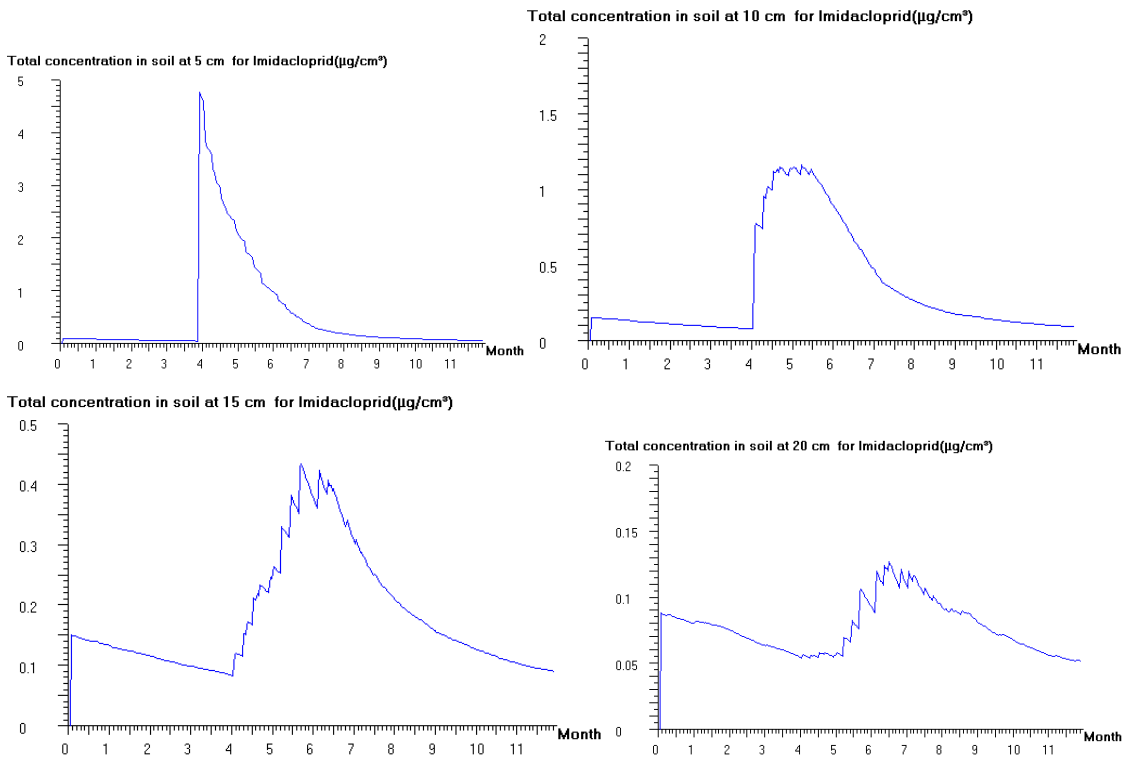 Total concentration in soil at 5 cm for Imidacloprid(µg/cm³)
5
4
3
2
1
0
0 1 2 3 4 5 6 7 8 9 10 11 Month
Total concentration in soil at 10 cm for Imidacloprid(µg/cm³)
2
1.5
1
0.5
0
0 1 2 3 4 5 6 7 8 9 10 11 Month
Total concentration in soil at 15 cm for Imidacloprid(µg/cm³)
0.5
0.4
0.3
0.2
0.1
0
0 1 2 3 4 5 6 7 8 9 10 11 Month
Total concentration in soil at 20 cm for Imidacloprid(µg/cm³)
0.2
0.15
0.1
0.05
0
0 1 2 3 4 5 6 7 8 9 10 11 Month